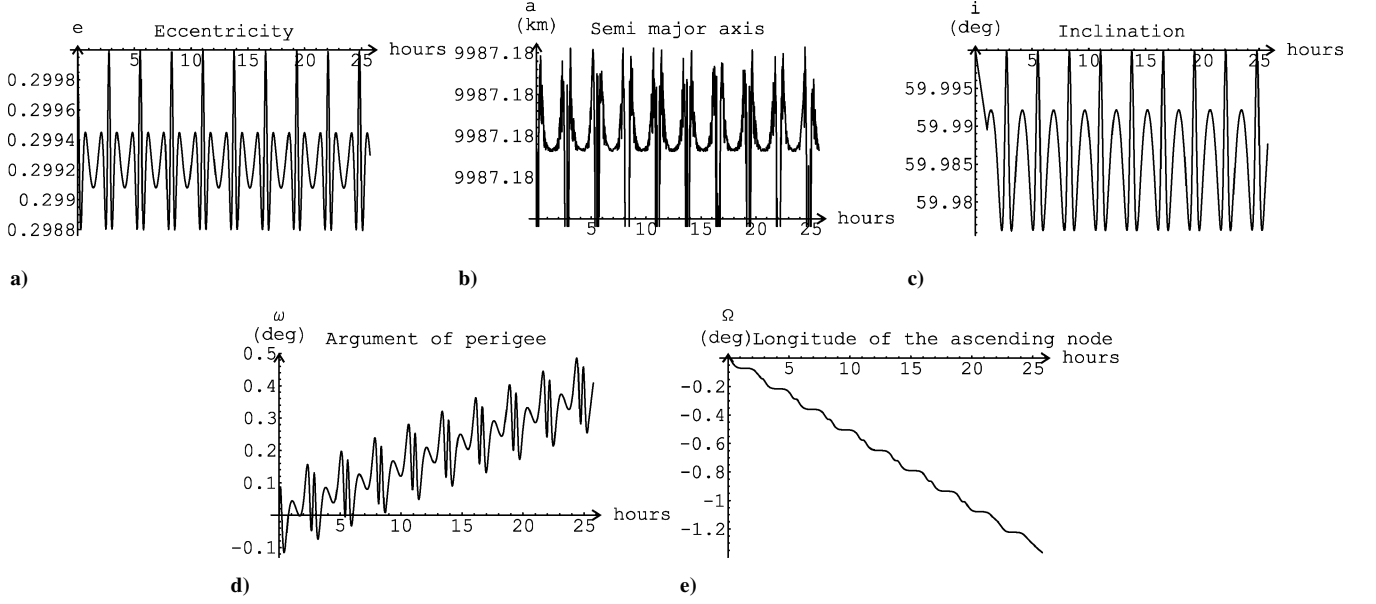 e
Eccentricity
hours
5
10
15
20
25
0.2998
0.2996
0.2994
0.2992
0.299
0.2988
a)
a
(km)
Semi major axis
9987.18
9987.18
9987.18
9987.18
hours
5
10
15
20
25
b)
i
(deg)
Inclination
hours
5
10
15
20
25
59.995
59.99
59.985
59.98
c)
ω
(deg)
Argument of perigee
0.5
0.4
0.3
0.2
0.1
-0.1
hours
5
10
15
20
25
d)
Ω
(deg)Longitude of the ascending node
hours
5
10
15
20
25
-0.2
-0.4
-0.6
-0.8
-1
-1.2
e)